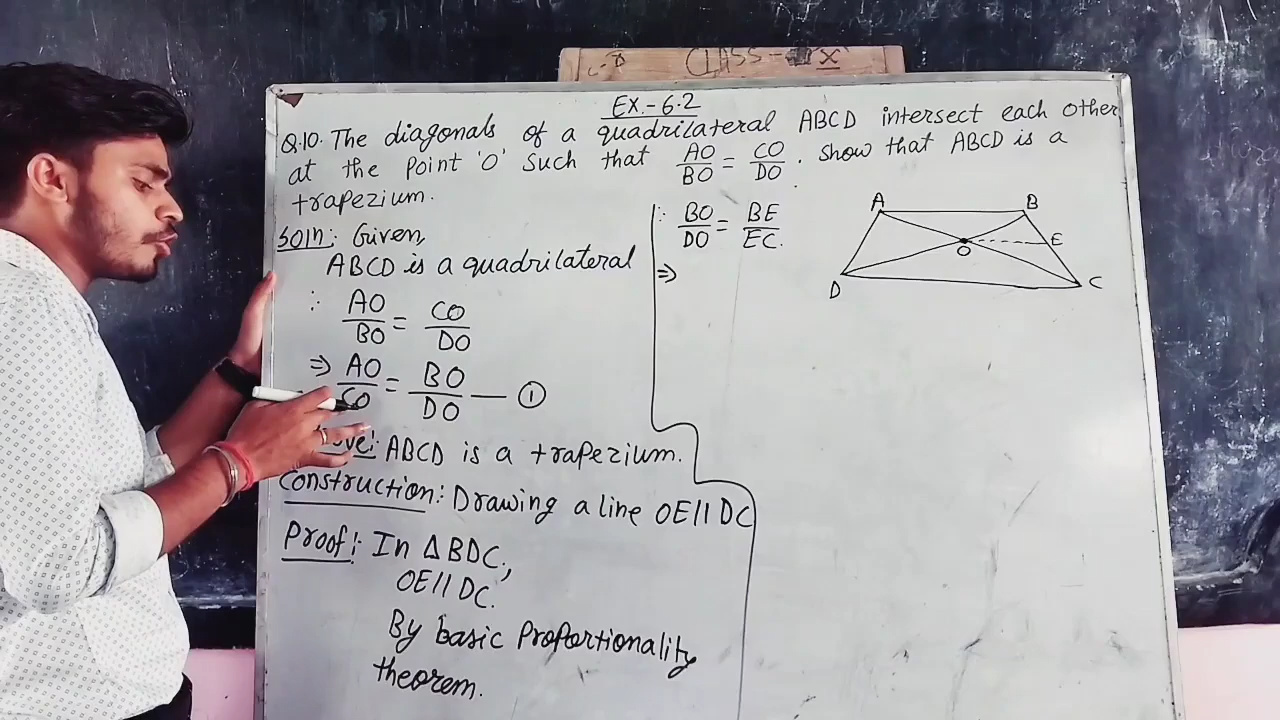 CLASS - X
EX.-6.2
Q.10. The diagonals of a quadrilateral ABCD intersect each other
at the point 'O' such that AO/BO = CO/DO. Show that ABCD is a
trapezium.
Soln: Given,
ABCD is a quadrilateral
∵ AO/BO = CO/DO
⇒ AO/CO = BO/DO — ①
ABCD is a trapezium.
Construction: Drawing a line OE || DC
Proof: In ΔBDC,
OE || DC.
By basic Proportionality
theorem.
∵ BO/DO = BE/EC.
⇒
A B
O E
D C